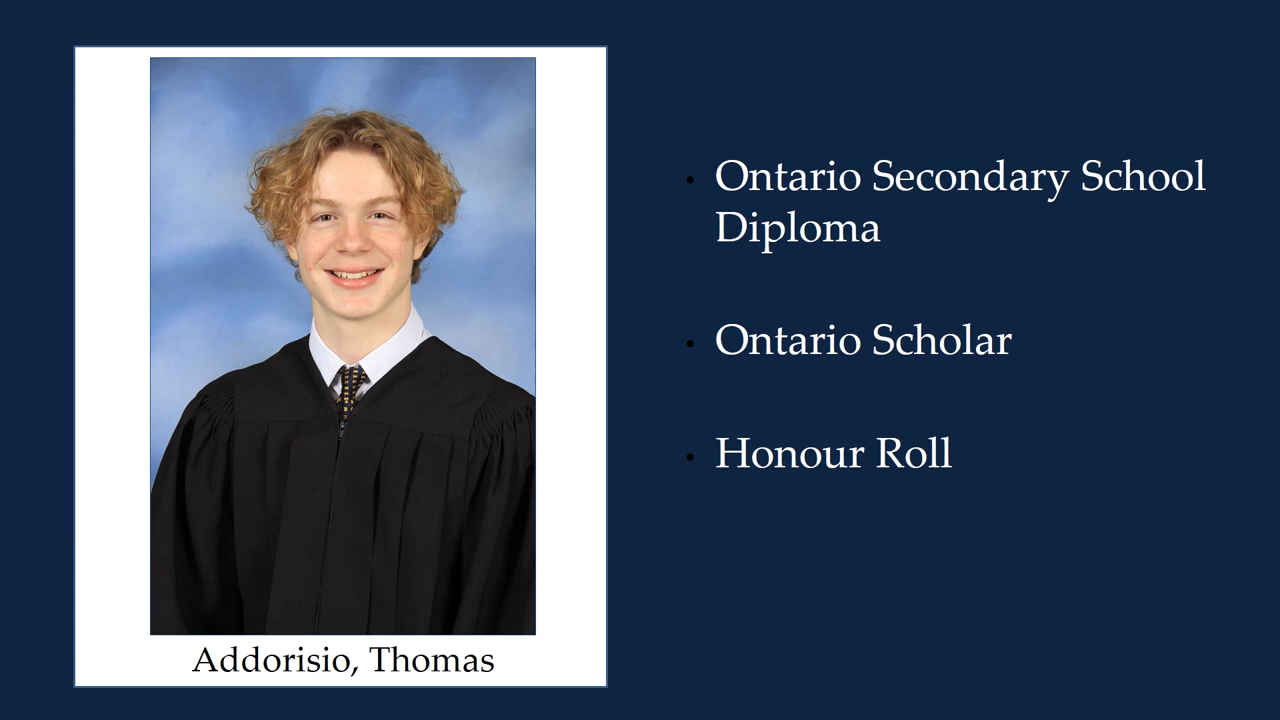 Ontario Secondary School
Diploma
Ontario Scholar
Honour Roll
Addorisio, Thomas